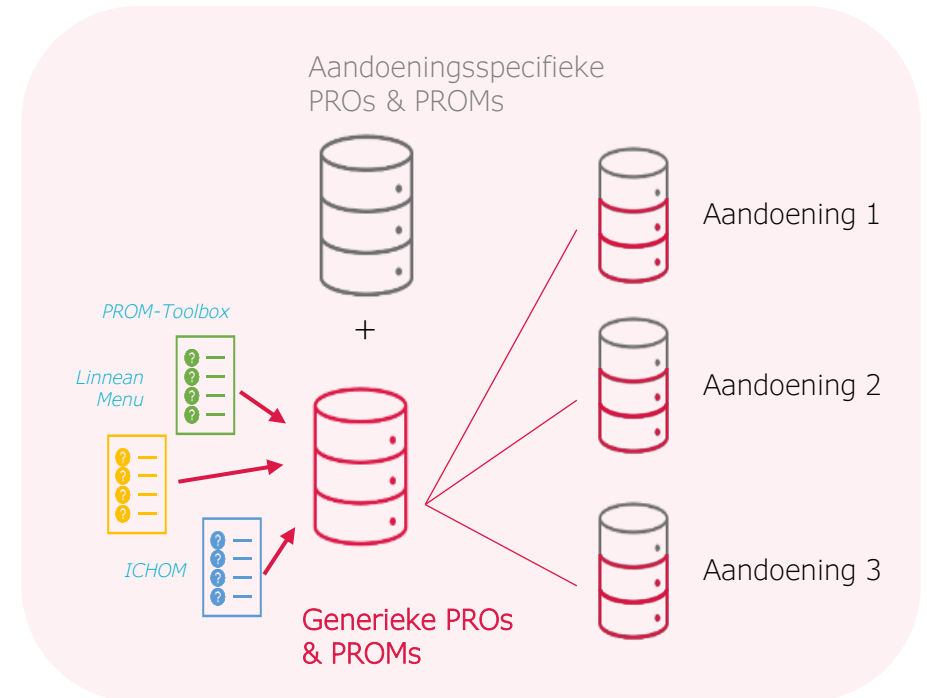 Aandoeningsspecifieke
PROs & PROMs
Aandoening 1
PROM-Toolbox
+
Linnean
Menu
Aandoening 2
ICHOM
Aandoening 3
Generieke PROs
& PROMs
? 
? 
? 
? 
? 
? 
? 
? 
? 
? 
? 
?